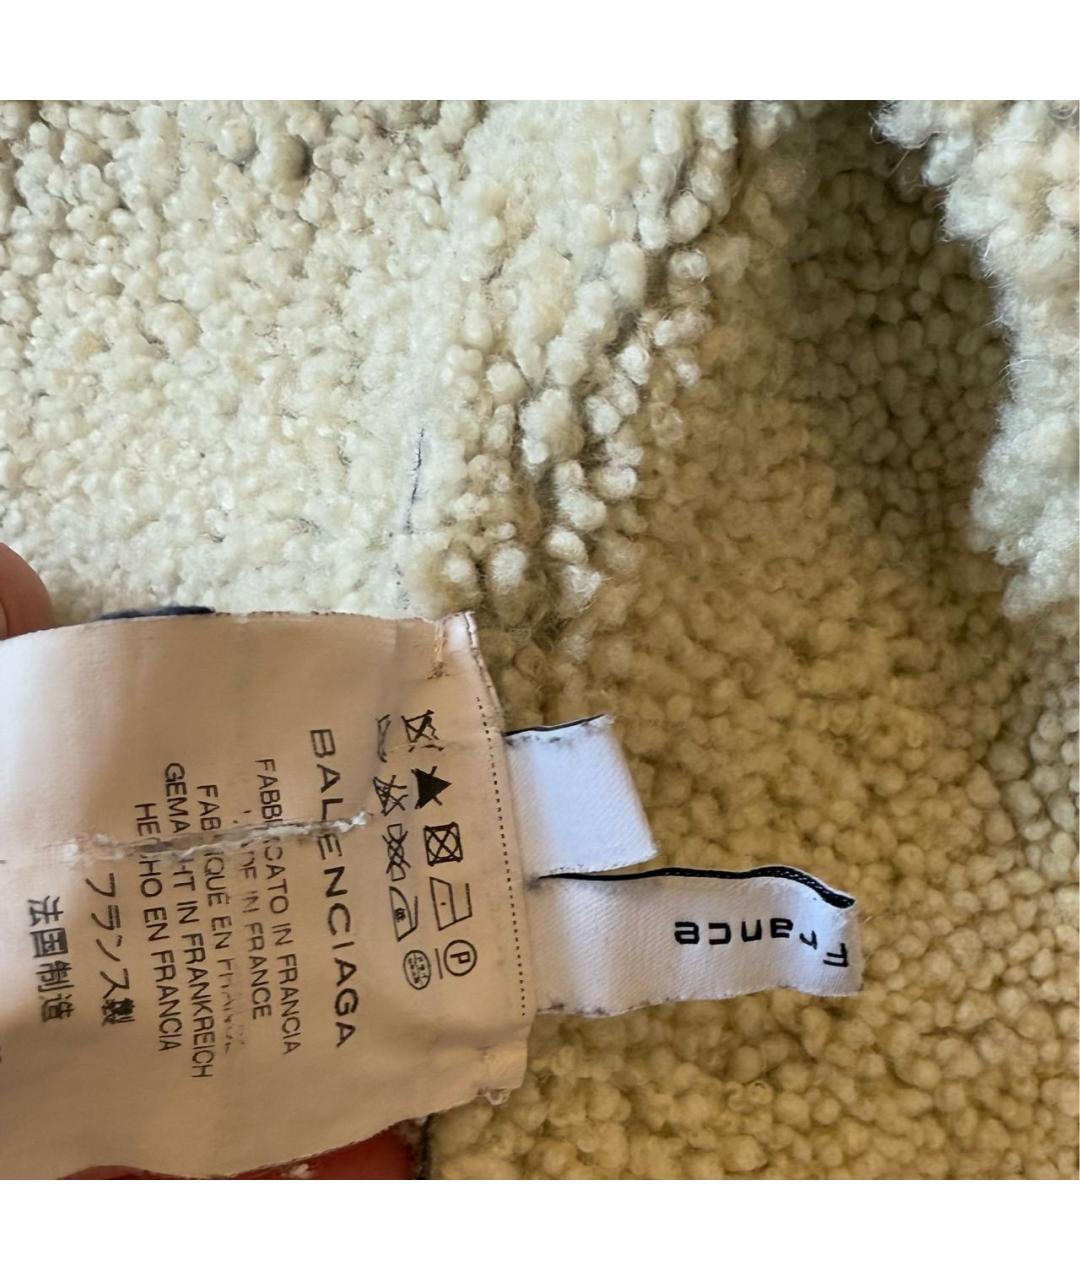 BALENCIAGA
FABBRICATO IN FRANCIA
MADE IN FRANCE
FABRIQUÉ EN FRANCE
GEMACHT IN FRANKREICH
HECHO EN FRANCIA
フランス製
法国制造
P
France